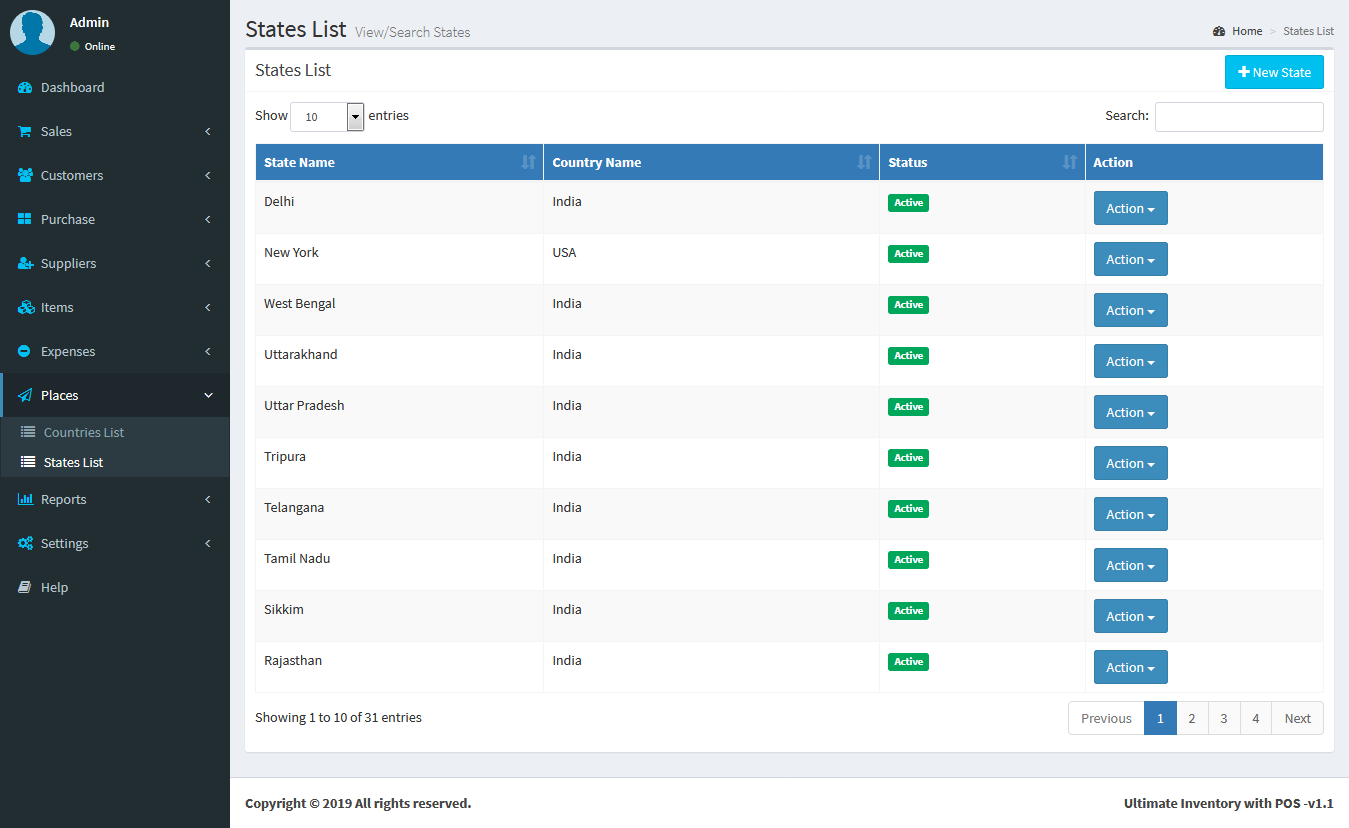 Admin
Online
Dashboard
Sales
Customers
Purchase
Suppliers
Items
Expenses
Places
Countries List
States List
Reports
Settings
Help
States List View/Search States
Home > States List
States List
New State
Show 10 entries
Search:
State Name Country Name Status Action
Delhi India Active Action
New York USA Active Action
West Bengal India Active Action
Uttarakhand India Active Action
Uttar Pradesh India Active Action
Tripura India Active Action
Telangana India Active Action
Tamil Nadu India Active Action
Sikkim India Active Action
Rajasthan India Active Action
Showing 1 to 10 of 31 entries
Previous 1 2 3 4 Next
Copyright © 2019 All rights reserved.
Ultimate Inventory with POS -v1.1